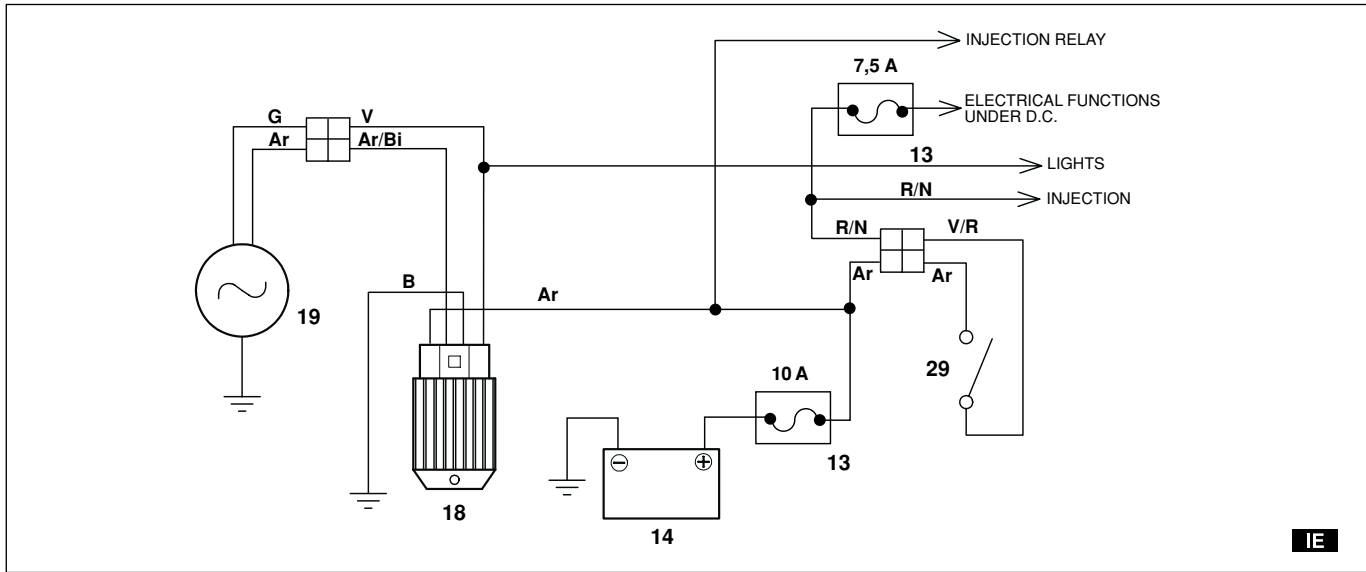 INJECTION RELAY
7,5 A
ELECTRICAL FUNCTIONS
UNDER D.C.
G
V
Ar
Ar/Bi
13
LIGHTS
R/N
INJECTION
R/N
V/R
Ar
Ar
B
Ar
19
29
10 A
13
18
14
IE